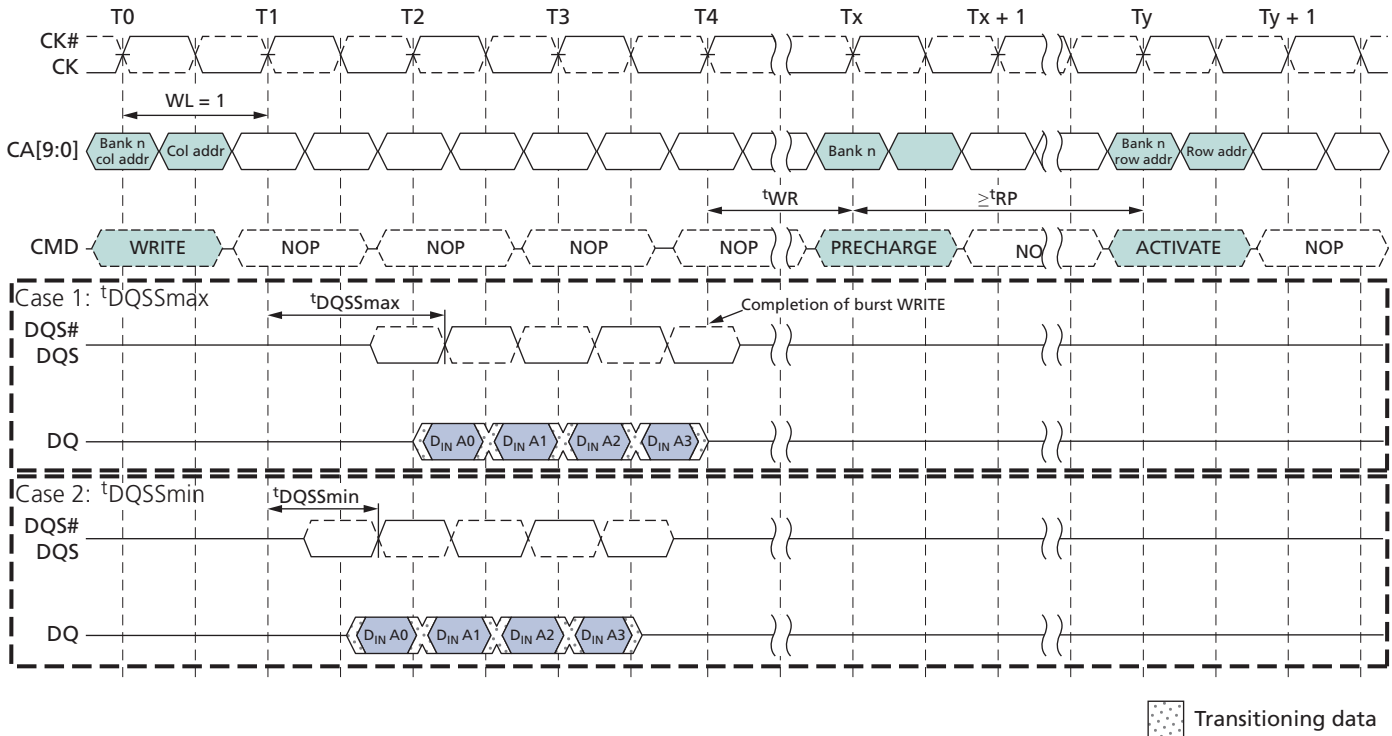 T0 T1 T2 T3 T4 Tx Tx + 1 Ty Ty + 1
CK#
CK
WL = 1
CA[9:0]
Bank n
col addr
Col addr
Bank n
Bank n
row addr
Row addr
tWR
≥tRP
CMD WRITE NOP NOP NOP NOP PRECHARGE NO ACTIVATE NOP
Case 1: tDQSSmax
tDQSSmax
Completion of burst WRITE
DQS#
DQS
DQ DIN A0 DIN A1 DIN A2 DIN A3
Case 2: tDQSSmin
tDQSSmin
DQS#
DQS
DQ DIN A0 DIN A1 DIN A2 DIN A3
Transitioning data